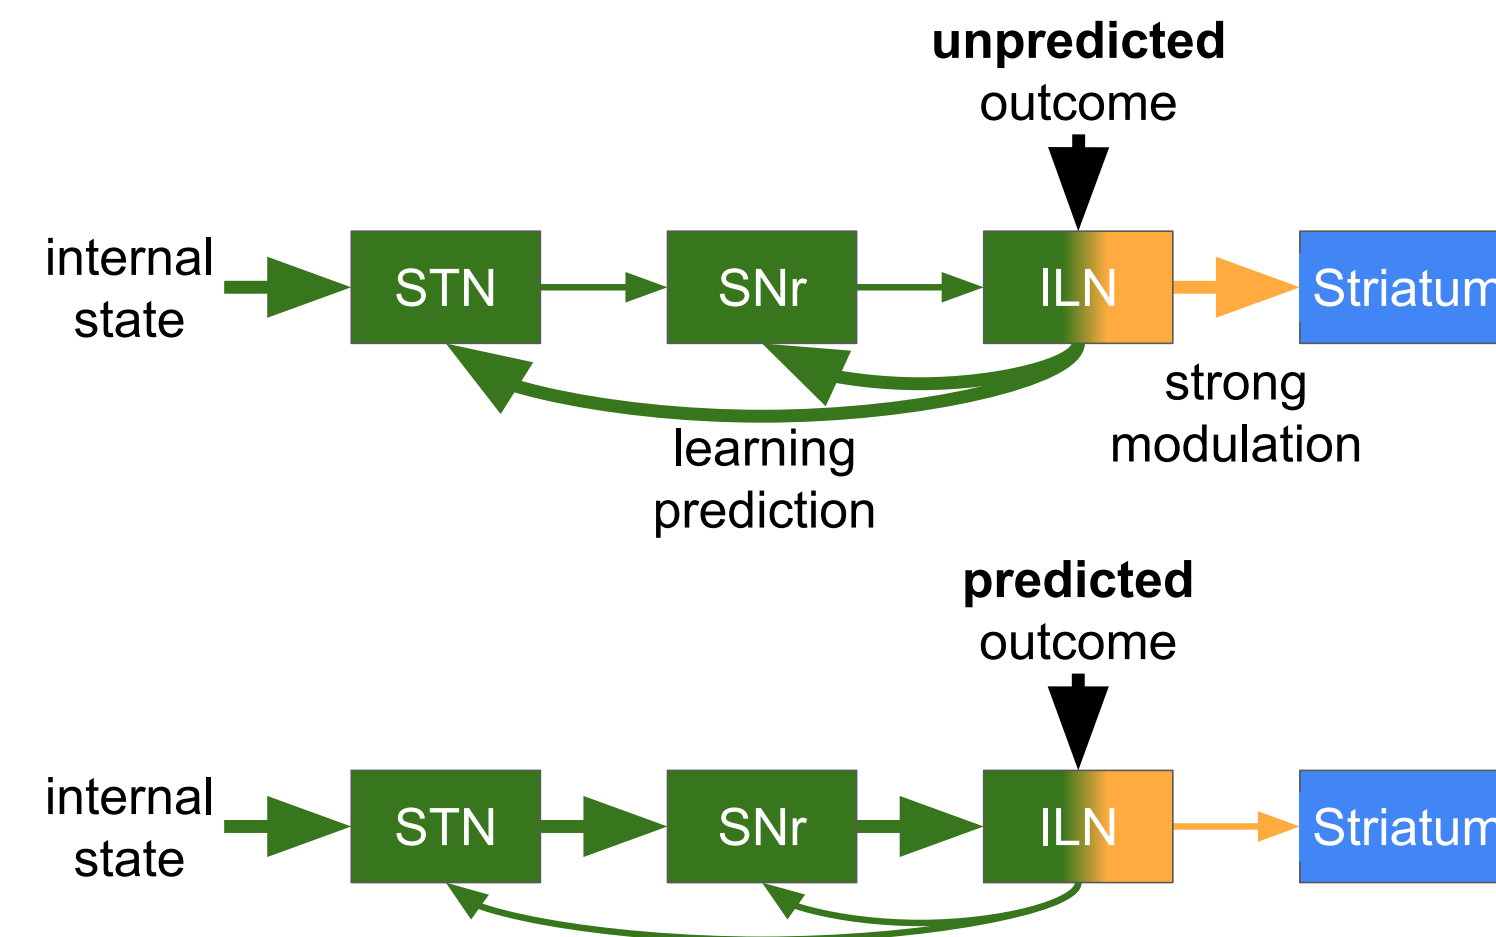 unpredicted
outcome
internal
state
STN
SNr
ILN
Striatum
strong
modulation
learning
prediction
predicted
outcome
internal
state
STN
SNr
ILN
Striatum